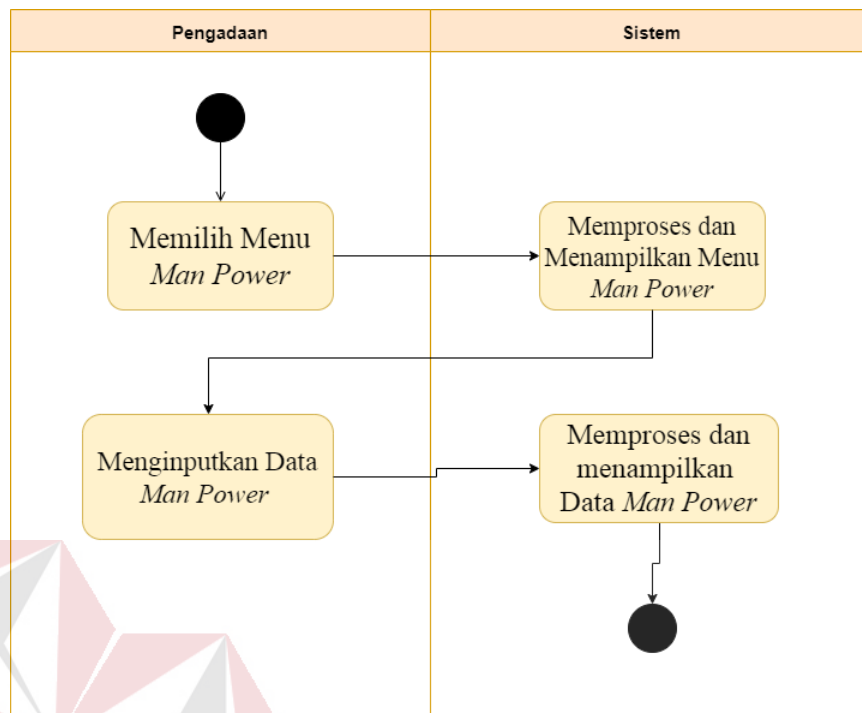 Pengadaan
Sistem
Memilih Menu
Man Power
Memproses dan
Menampilkan Menu
Man Power
Menginputkan Data
Man Power
Memproses dan
menampilkan
Data Man Power